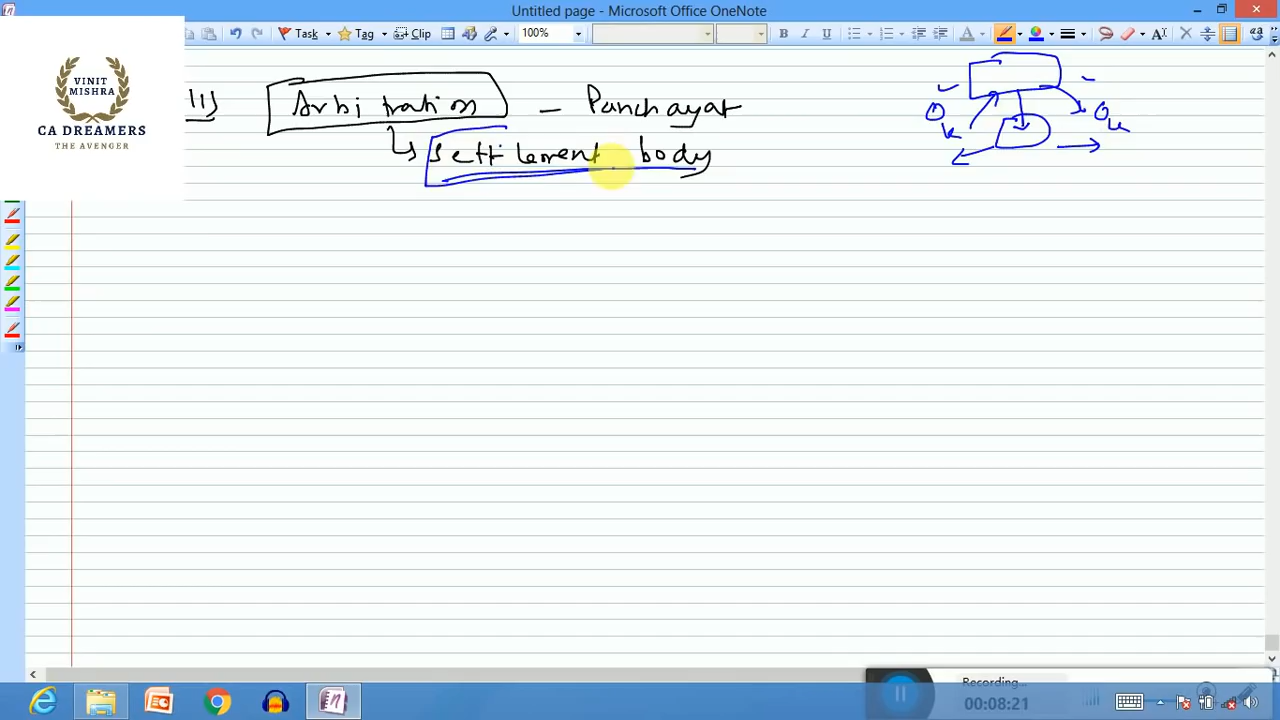 Untitled page - Microsoft Office OneNote
Task Tag Clip 100% B I U
VINIT
MISHRA
CA DREAMERS
THE AVENGER
11) Arbitration - Panchayat
Settlement body
Recording...
00:08:21